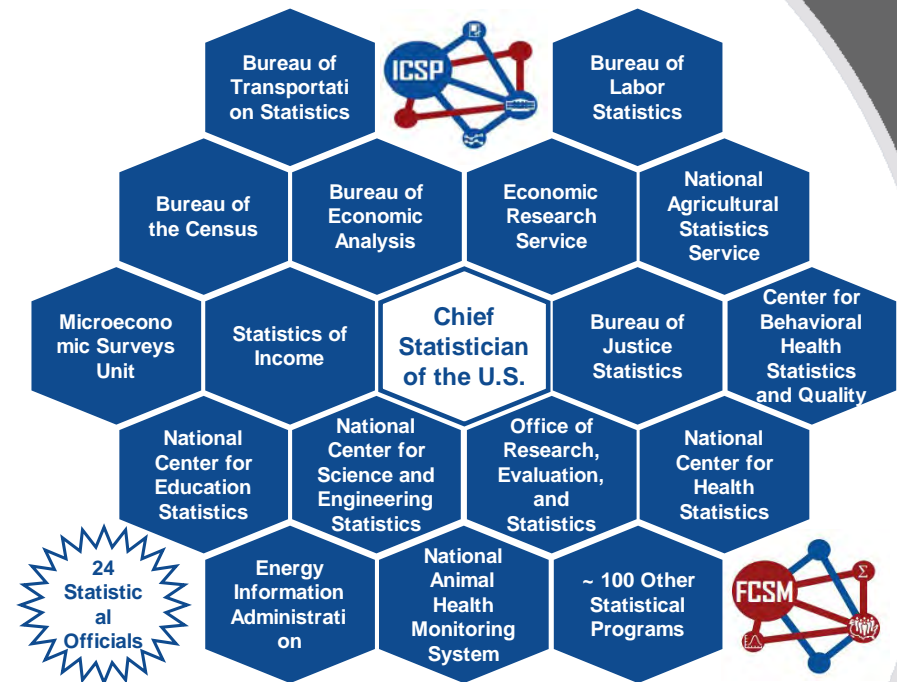 Bureau of
Transportati
on Statistics
ICSP
Bureau of
Labor
Statistics
Bureau of
the Census
Bureau of
Economic
Analysis
Economic
Research
Service
National
Agricultural
Statistics
Service
Microecono
mic Surveys
Unit
Statistics of
Income
Chief
Statistician
of the U.S.
Bureau of
Justice
Statistics
Center for
Behavioral
Health
Statistics
and Quality
National
Center for
Education
Statistics
National
Center for
Science and
Engineering
Statistics
Office of
Research,
Evaluation,
and
Statistics
National
Center for
Health
Statistics
24
Statistic
al
Officials
Energy
Information
Administrati
on
National
Animal
Health
Monitoring
System
~ 100 Other
Statistical
Programs
FCSM
Σ